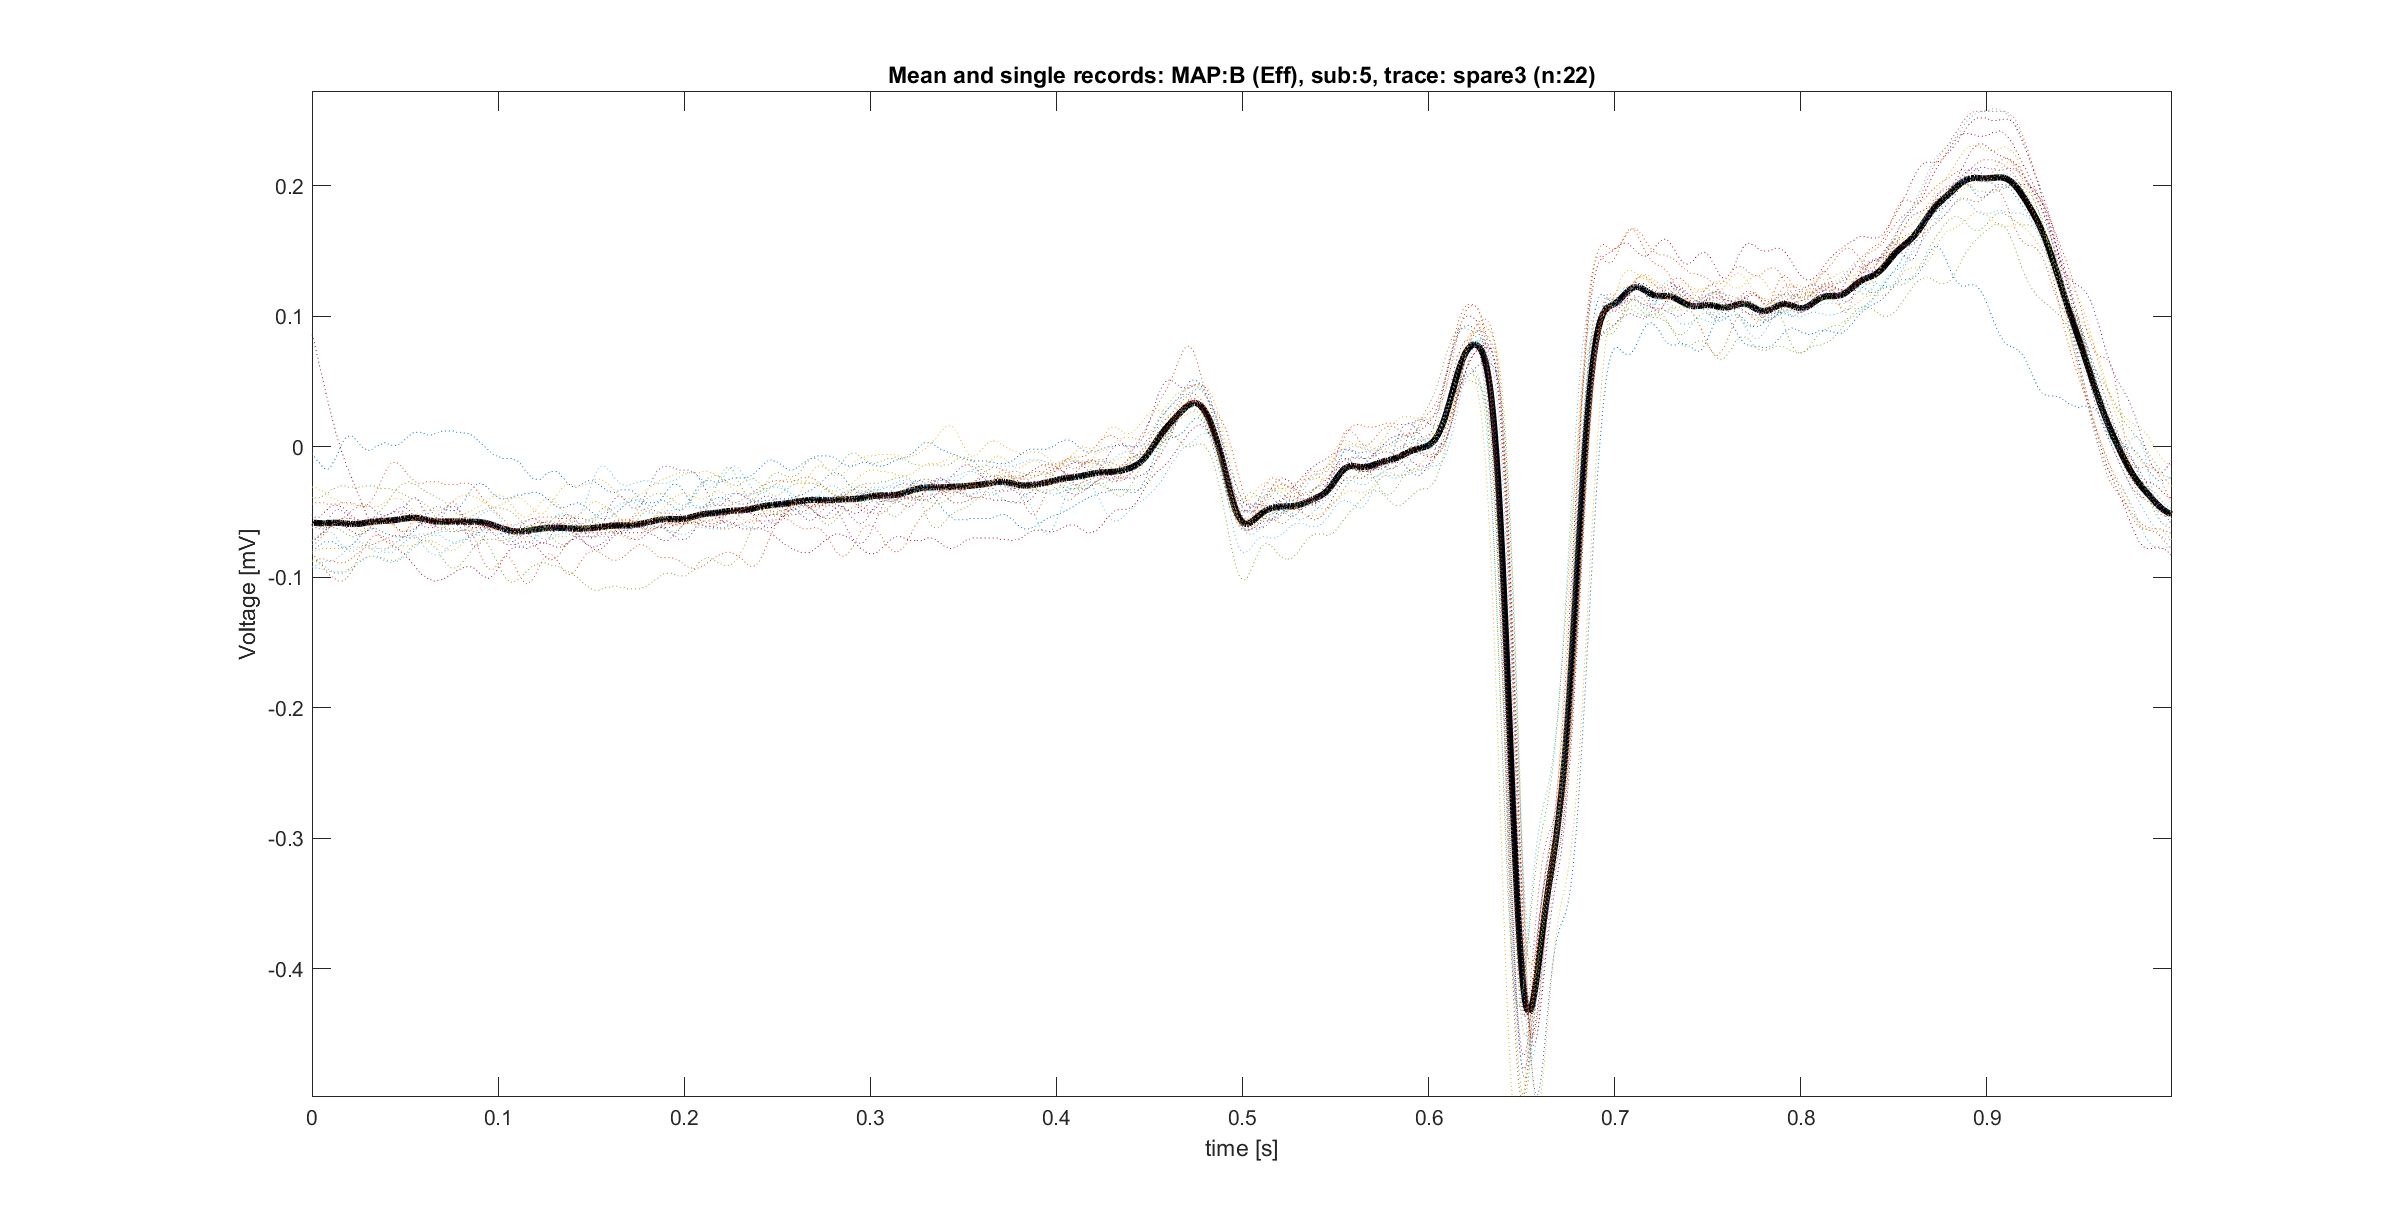 Mean and single records: MAP:B (Eff), sub:5, trace: spare3 (n:22)
0.2
0.1
0
-0.1
-0.2
-0.3
-0.4
Voltage [mV]
0 0.1 0.2 0.3 0.4 0.5 0.6 0.7 0.8 0.9
time [s]